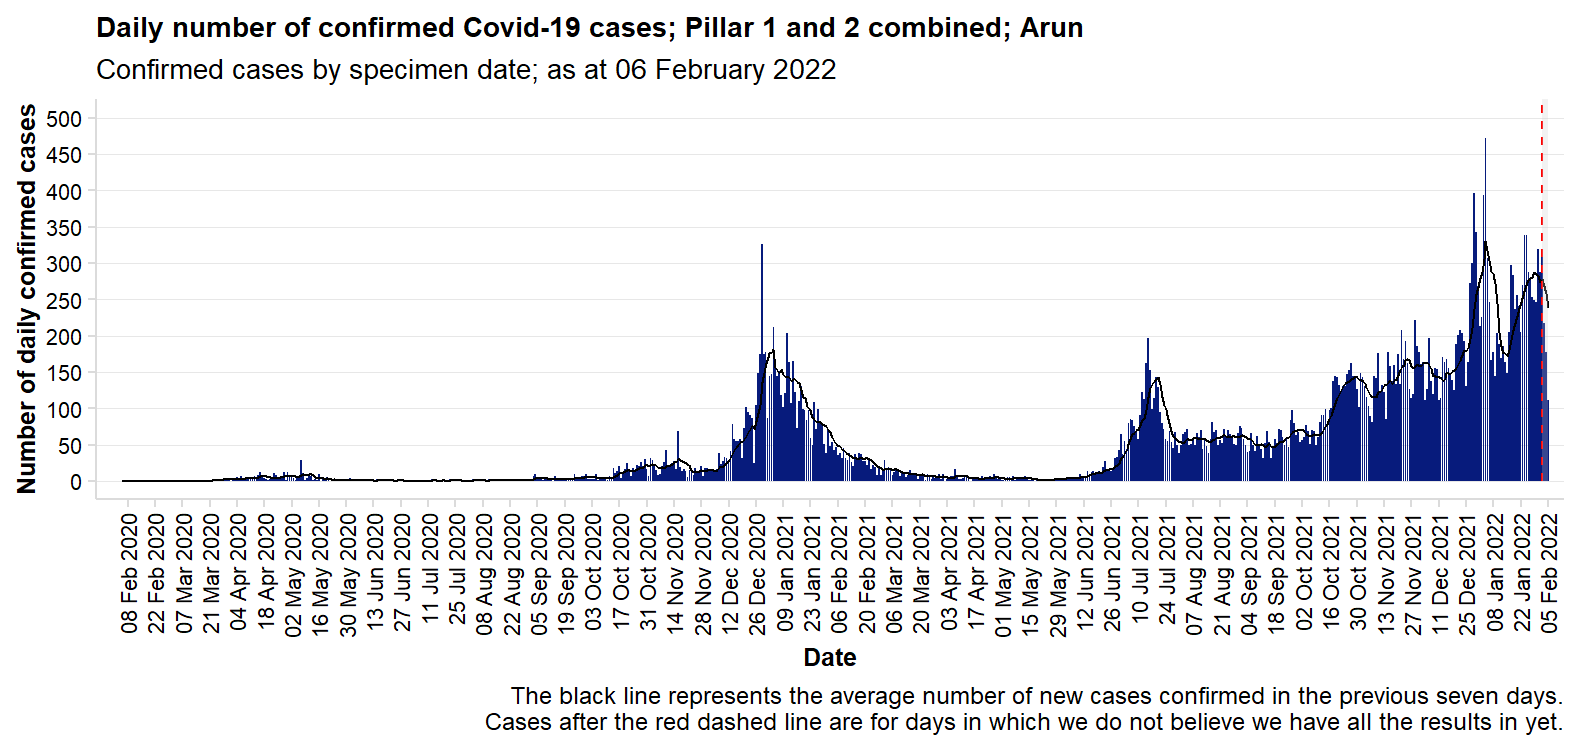 Daily number of confirmed Covid-19 cases; Pillar 1 and 2 combined; Arun
Confirmed cases by specimen date; as at 06 February 2022
Number of daily confirmed cases
500
450
400
350
300
250
200
150
100
50
0
08 Feb 2020
22 Feb 2020
07 Mar 2020
21 Mar 2020
04 Apr 2020
18 Apr 2020
02 May 2020
16 May 2020
30 May 2020
13 Jun 2020
27 Jun 2020
11 Jul 2020
25 Jul 2020
08 Aug 2020
22 Aug 2020
05 Sep 2020
19 Sep 2020
03 Oct 2020
17 Oct 2020
31 Oct 2020
14 Nov 2020
28 Nov 2020
12 Dec 2020
26 Dec 2020
09 Jan 2021
23 Jan 2021
06 Feb 2021
20 Feb 2021
06 Mar 2021
20 Mar 2021
03 Apr 2021
17 Apr 2021
01 May 2021
15 May 2021
29 May 2021
12 Jun 2021
26 Jun 2021
10 Jul 2021
24 Jul 2021
07 Aug 2021
21 Aug 2021
04 Sep 2021
18 Sep 2021
02 Oct 2021
16 Oct 2021
30 Oct 2021
13 Nov 2021
27 Nov 2021
11 Dec 2021
25 Dec 2021
08 Jan 2022
22 Jan 2022
05 Feb 2022
Date
The black line represents the average number of new cases confirmed in the previous seven days.
Cases after the red dashed line are for days in which we do not believe we have all the results in yet.